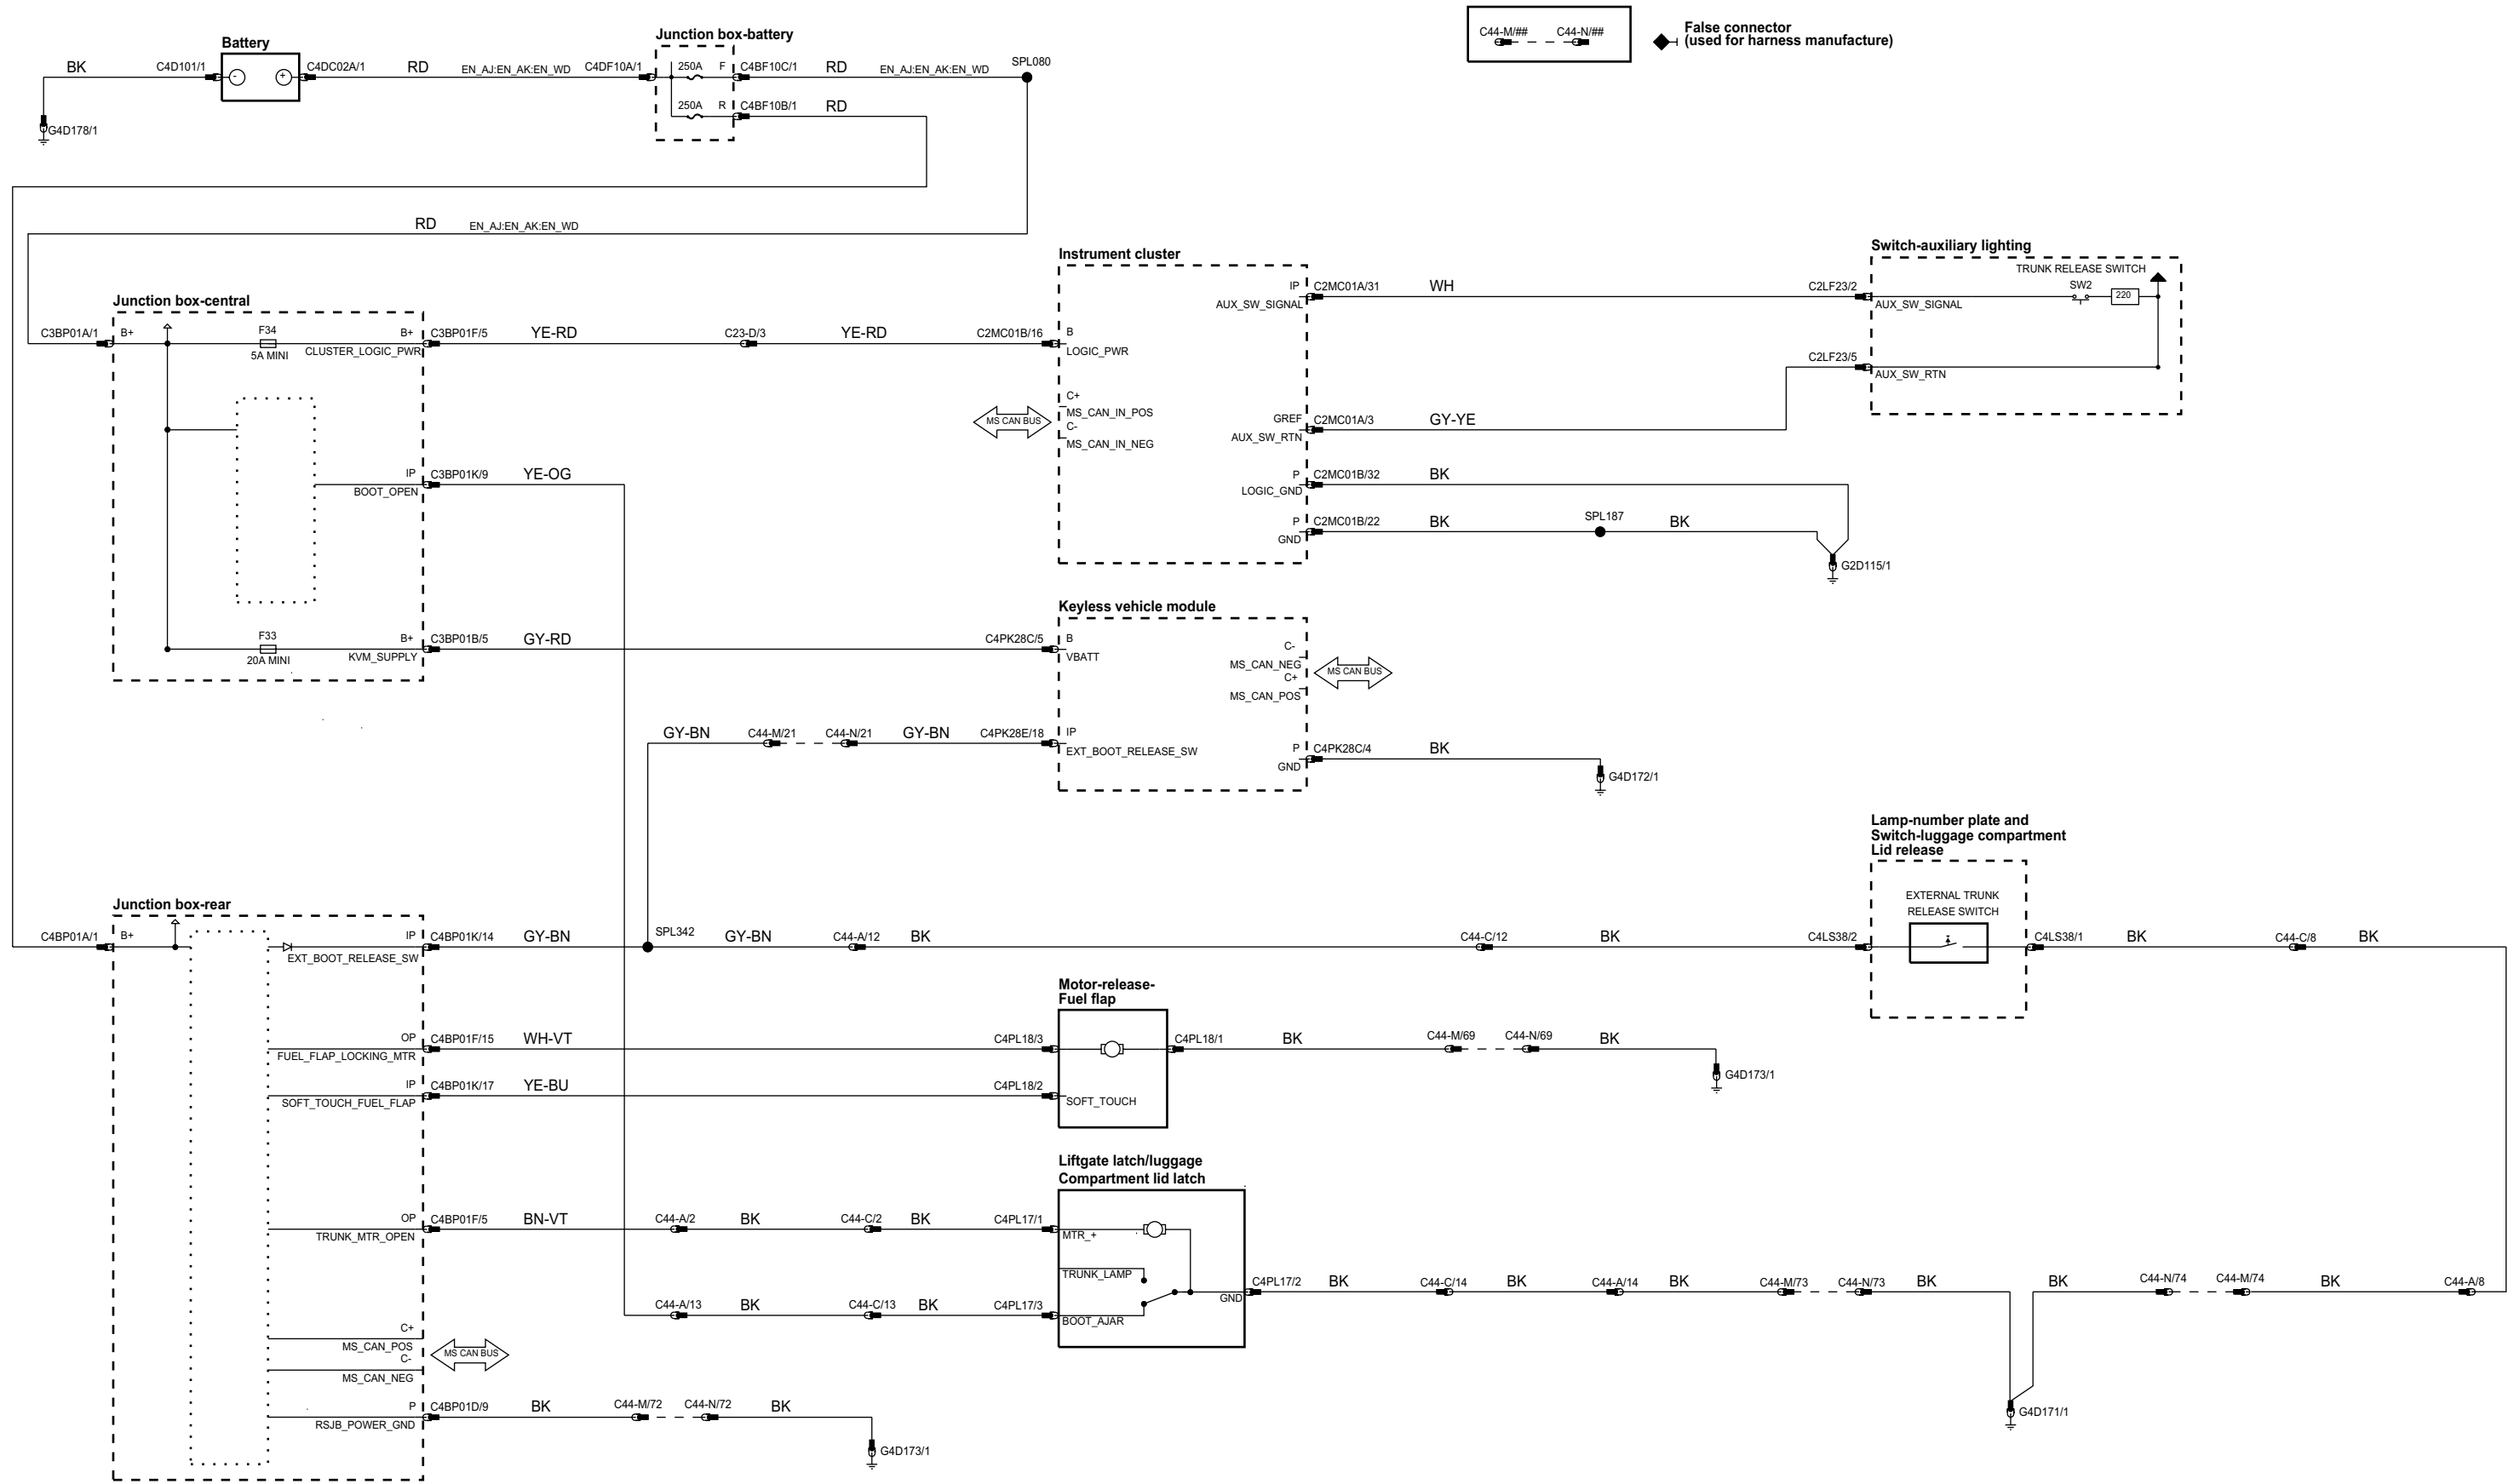 C44-M/## C44-N/##
False connector
(used for harness manufacture)
Battery
Junction box-battery
BK C4D101/1 - + C4DC02A/1 RD EN_AJ:EN_AK:EN_WD C4DF10A/1 250A F C4BF10C/1 RD EN_AJ:EN_AK:EN_WD SPL080
250A R C4BF10B/1 RD
G4D178/1
RD EN_AJ:EN_AK:EN_WD
Junction box-central
C3BP01A/1 B+ F34 B+ C3BP01F/5 YE-RD C23-D/3 YE-RD C2MC01B/16
5A MINI CLUSTER_LOGIC_PWR
IP C3BP01K/9 YE-OG
BOOT_OPEN
F33 B+ C3BP01B/5 GY-RD C4PK28C/5
20A MINI KVM_SUPPLY
Instrument cluster
IP C2MC01A/31 WH C2LF23/2
AUX_SW_SIGNAL
B
LOGIC_PWR
C+
MS_CAN_IN_POS
MS CAN BUS
C-
MS_CAN_IN_NEG
GREF C2MC01A/3 GY-YE C2LF23/5
AUX_SW_RTN
P C2MC01B/32 BK
LOGIC_GND
P C2MC01B/22 BK SPL187 BK
GND
G2D115/1
Switch-auxiliary lighting
TRUNK RELEASE SWITCH
SW2
220
AUX_SW_SIGNAL
AUX_SW_RTN
Keyless vehicle module
B
VBATT
C-
MS_CAN_NEG
MS CAN BUS
C+
MS_CAN_POS
GY-BN C44-M/21 C44-N/21 GY-BN C4PK28E/18 IP
EXT_BOOT_RELEASE_SW
P C4PK28C/4 BK
GND
G4D172/1
Lamp-number plate and
Switch-luggage compartment
Lid release
EXTERNAL TRUNK
RELEASE SWITCH
Junction box-rear
C4BP01A/1 B+ IP C4BP01K/14 GY-BN SPL342 GY-BN C44-A/12 BK C44-C/12 BK C4LS38/2 C4LS38/1 BK C44-C/8 BK
EXT_BOOT_RELEASE_SW
Motor-release-
Fuel flap
OP C4BP01F/15 WH-VT C4PL18/3 C4PL18/1 BK C44-M/69 C44-N/69 BK
FUEL_FLAP_LOCKING_MTR
G4D173/1
IP C4BP01K/17 YE-BU C4PL18/2
SOFT_TOUCH_FUEL_FLAP SOFT_TOUCH
Liftgate latch/luggage
Compartment lid latch
OP C4BP01F/5 BN-VT C44-A/2 BK C44-C/2 BK C4PL17/1
TRUNK_MTR_OPEN MTR_+
TRUNK_LAMP
C4PL17/2 BK C44-C/14 BK C44-A/14 BK C44-M/73 C44-N/73 BK BK C44-N/74 C44-M/74 BK C44-A/8
GND
C44-A/13 BK C44-C/13 BK C4PL17/3
BOOT_AJAR
C+
MS_CAN_POS
MS CAN BUS
C-
MS_CAN_NEG
P C4BP01D/9 BK C44-M/72 C44-N/72 BK
RSJB_POWER_GND
G4D171/1
G4D173/1